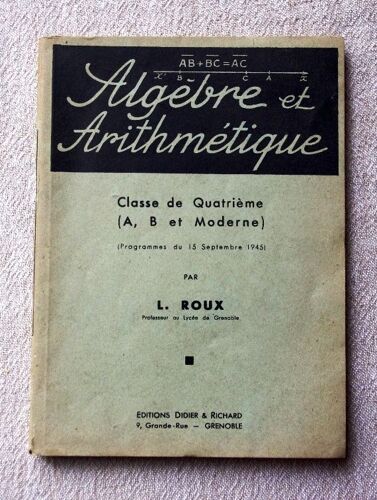 AB+BC=AC
x' B C A x
Algèbre et
Arithmétique
Classe de Quatrième
(A, B et Moderne)
(Programmes du 15 Septembre 1945)
PAR
L. ROUX
Professeur au Lycée de Grenoble
EDITIONS DIDIER & RICHARD
9, Grande-Rue — GRENOBLE